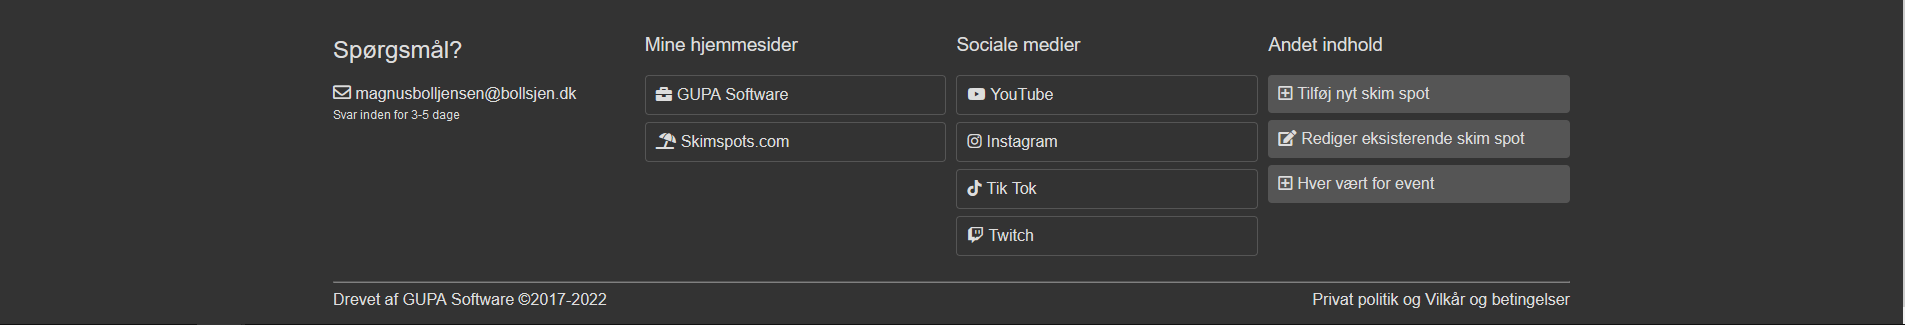 Spørgsmål?
magnusbolljensen@bollsjen.dk
Svar inden for 3-5 dage
Mine hjemmesider
GUPA Software
Skimspots.com
Sociale medier
YouTube
Instagram
Tik Tok
Twitch
Andet indhold
Tilføj nyt skim spot
Rediger eksisterende skim spot
Hver vært for event
Drevet af GUPA Software ©2017-2022
Privat politik og Vilkår og betingelser